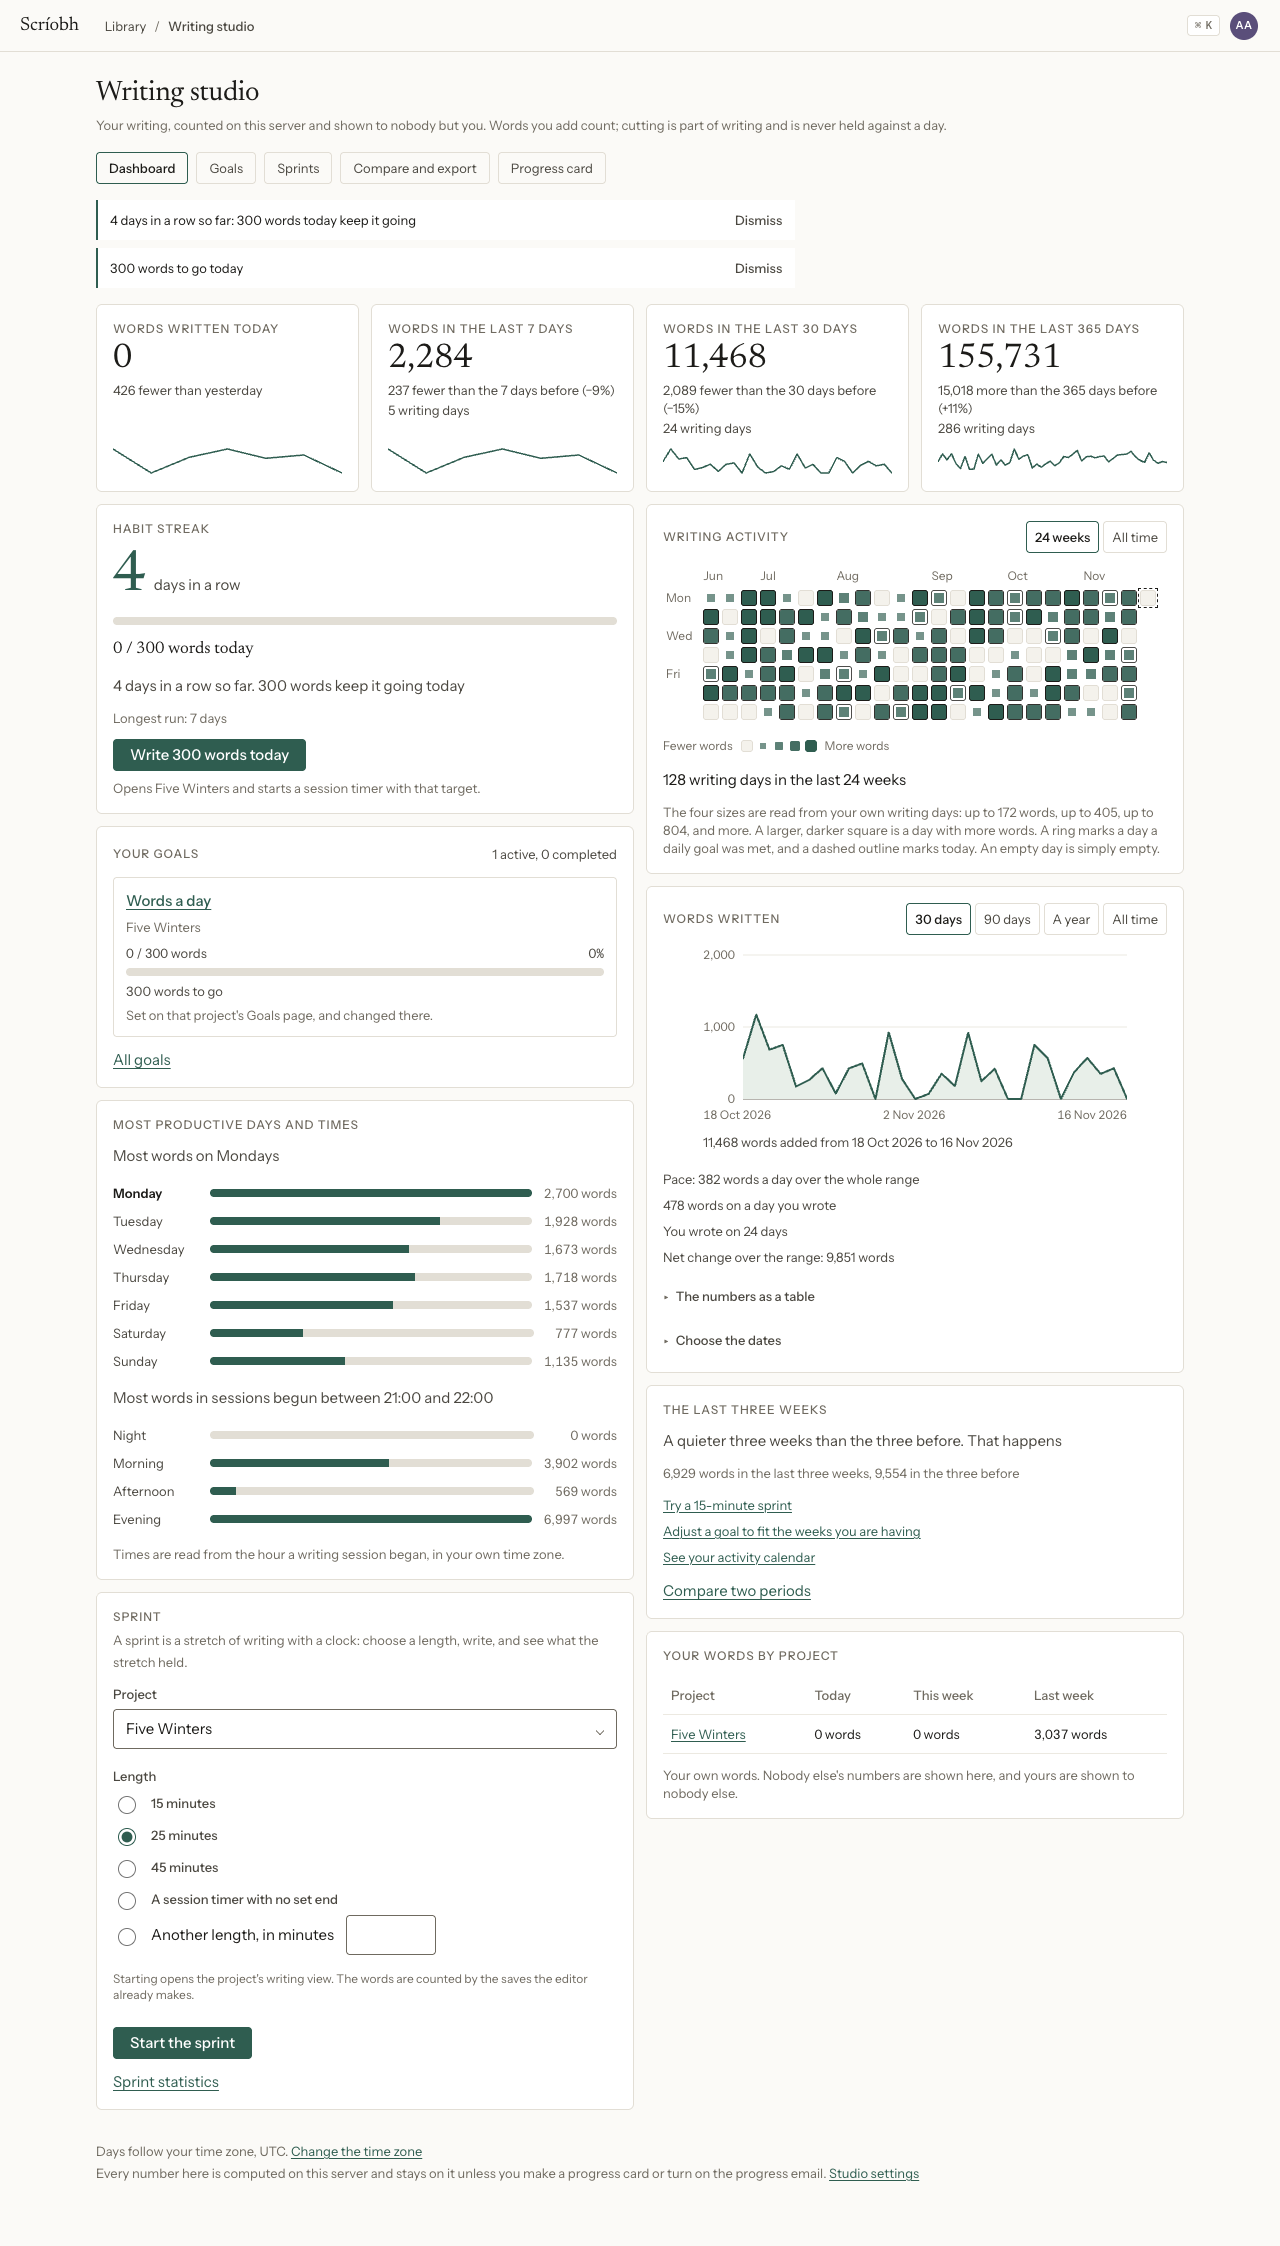 Scríobh
Library / Writing studio
⌘ K
AA
Writing studio
Your writing, counted on this server and shown to nobody but you. Words you add count; cutting is part of writing and is never held against a day.
Dashboard
Goals
Sprints
Compare and export
Progress card
4 days in a row so far: 300 words today keep it going
Dismiss
300 words to go today
Dismiss
WORDS WRITTEN TODAY
0
426 fewer than yesterday
WORDS IN THE LAST 7 DAYS
2,284
237 fewer than the 7 days before (−9%)
5 writing days
WORDS IN THE LAST 30 DAYS
11,468
2,089 fewer than the 30 days before
(−15%)
24 writing days
WORDS IN THE LAST 365 DAYS
155,731
15,018 more than the 365 days before
(+11%)
286 writing days
HABIT STREAK
4 days in a row
0 / 300 words today
4 days in a row so far. 300 words keep it going today
Longest run: 7 days
Write 300 words today
Opens Five Winters and starts a session timer with that target.
YOUR GOALS
1 active, 0 completed
Words a day
Five Winters
0 / 300 words
0%
300 words to go
Set on that project's Goals page, and changed there.
All goals
MOST PRODUCTIVE DAYS AND TIMES
Most words on Mondays
Monday 2,700 words
Tuesday 1,928 words
Wednesday 1,673 words
Thursday 1,718 words
Friday 1,537 words
Saturday 777 words
Sunday 1,135 words
Most words in sessions begun between 21:00 and 22:00
Night 0 words
Morning 3,902 words
Afternoon 569 words
Evening 6,997 words
Times are read from the hour a writing session began, in your own time zone.
SPRINT
A sprint is a stretch of writing with a clock: choose a length, write, and see what the
stretch held.
Project
Five Winters
Length
15 minutes
25 minutes
45 minutes
A session timer with no set end
Another length, in minutes
Starting opens the project's writing view. The words are counted by the saves the editor
already makes.
Start the sprint
Sprint statistics
WRITING ACTIVITY
24 weeks
All time
Jun Jul Aug Sep Oct Nov
Mon
Wed
Fri
Fewer words More words
128 writing days in the last 24 weeks
The four sizes are read from your own writing days: up to 172 words, up to 405, up to
804, and more. A larger, darker square is a day with more words. A ring marks a day a
daily goal was met, and a dashed outline marks today. An empty day is simply empty.
WORDS WRITTEN
30 days
90 days
A year
All time
2,000
1,000
0
18 Oct 2026 2 Nov 2026 16 Nov 2026
11,468 words added from 18 Oct 2026 to 16 Nov 2026
Pace: 382 words a day over the whole range
478 words on a day you wrote
You wrote on 24 days
Net change over the range: 9,851 words
The numbers as a table
Choose the dates
THE LAST THREE WEEKS
A quieter three weeks than the three before. That happens
6,929 words in the last three weeks, 9,554 in the three before
Try a 15-minute sprint
Adjust a goal to fit the weeks you are having
See your activity calendar
Compare two periods
YOUR WORDS BY PROJECT
Project Today This week Last week
Five Winters 0 words 0 words 3,037 words
Your own words. Nobody else's numbers are shown here, and yours are shown to
nobody else.
Days follow your time zone, UTC. Change the time zone
Every number here is computed on this server and stays on it unless you make a progress card or turn on the progress email. Studio settings